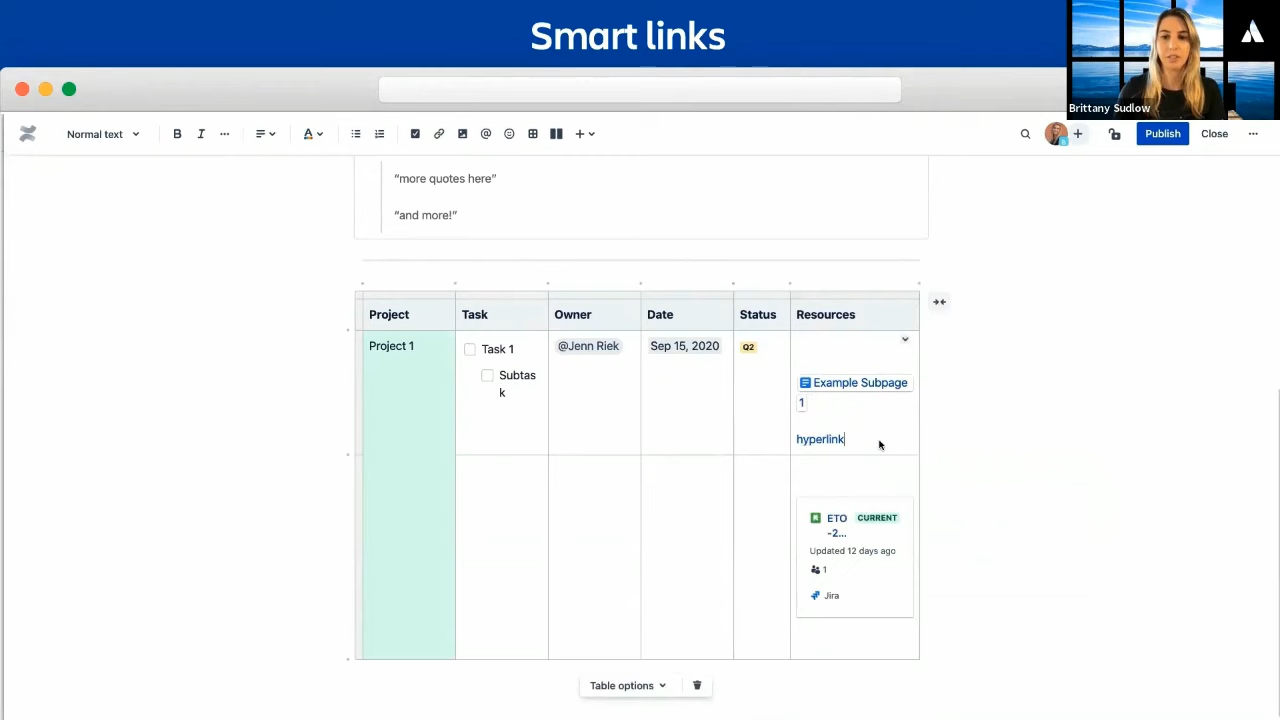 Smart links
Brittany Sudlow
Normal text
B
I
A
Publish
Close
“more quotes here”
“and more!”
Project
Task
Owner
Date
Status
Resources
Project 1
Task 1
Subtas
k
@Jenn Riek
Sep 15, 2020
Q2
Example Subpage
1
hyperlink
ETO
-2...
CURRENT
Updated 12 days ago
1
Jira
Table options